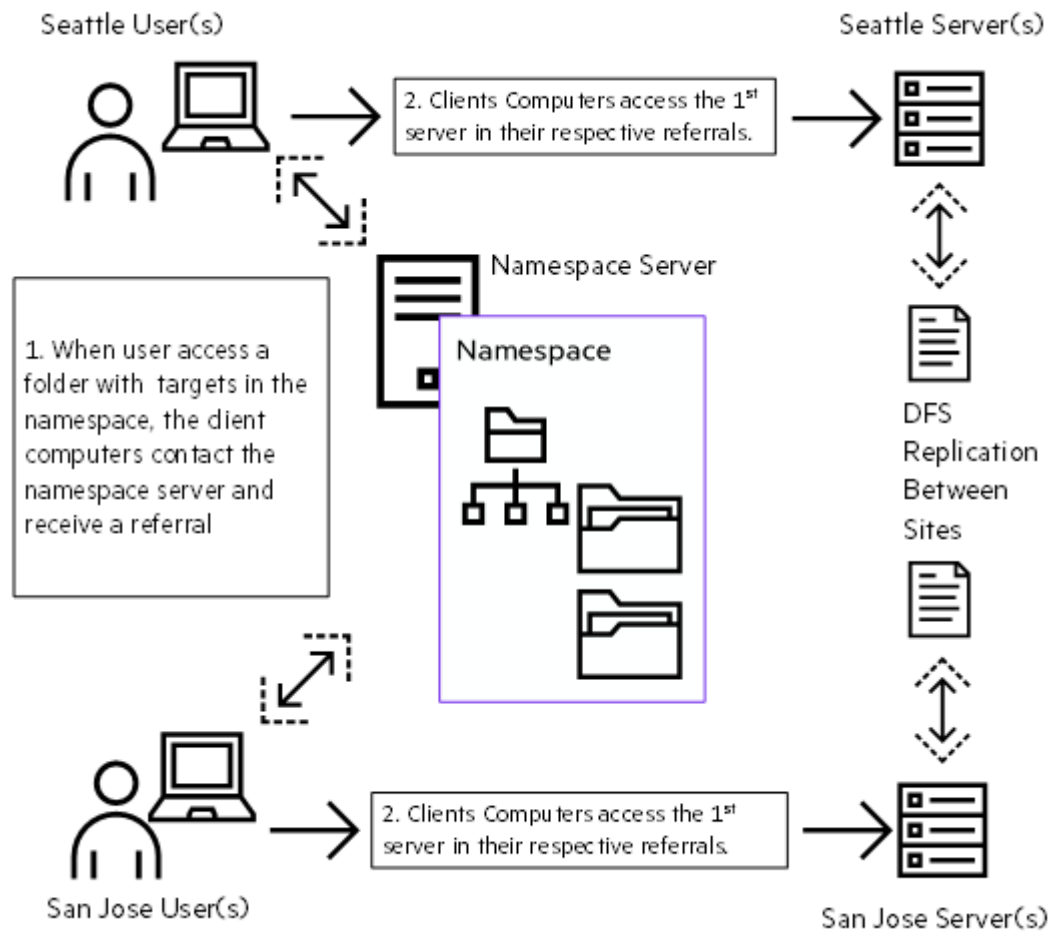 Seattle User(s)
Seattle Server(s)
2. Clients Computers access the 1st
server in their respective referrals.
Namespace Server
1. When user access a
folder with targets in the
namespace, the client
computers contact the
namespace server and
receive a referral
Namespace
DFS
Replication
Between
Sites
2. Clients Computers access the 1st
server in their respective referrals.
San Jose User(s)
San Jose Server(s)